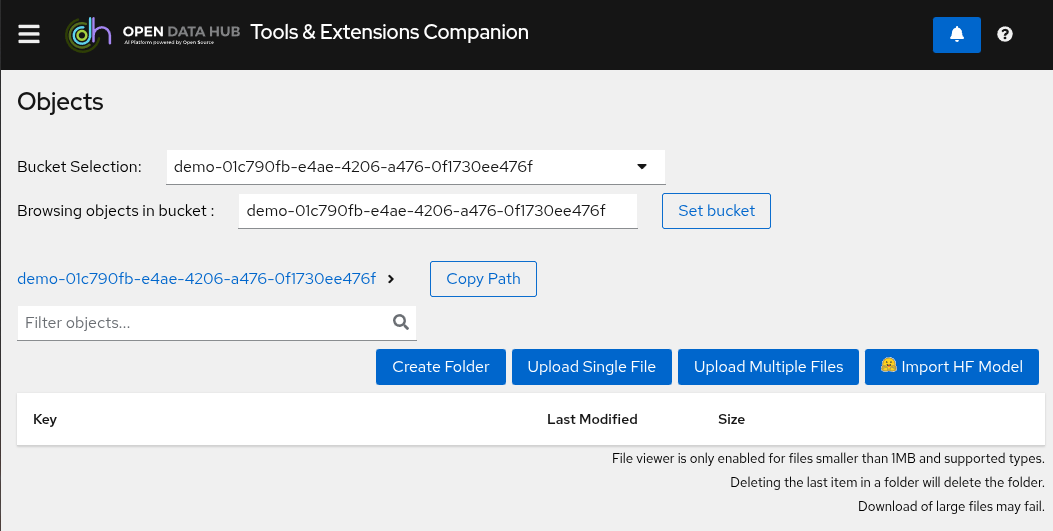 OPEN DATA HUB
AI Platform powered by Open Source
Tools & Extensions Companion
Objects
Bucket Selection: demo-01c790fb-e4ae-4206-a476-0f1730ee476f
Browsing objects in bucket : demo-01c790fb-e4ae-4206-a476-0f1730ee476f Set bucket
demo-01c790fb-e4ae-4206-a476-0f1730ee476f Copy Path
Filter objects...
Create Folder Upload Single File Upload Multiple Files 🤗 Import HF Model
Key Last Modified Size
File viewer is only enabled for files smaller than 1MB and supported types.
Deleting the last item in a folder will delete the folder.
Download of large files may fail.